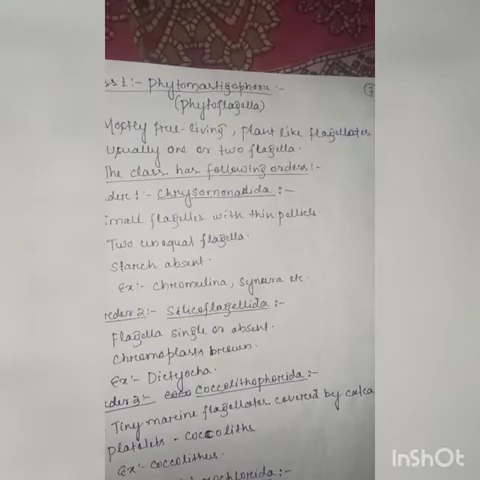 ss 1:- Phytomastigophora :-
(Phytoflagella)
Mostly free-living, plant like flagellates
Usually one or two flagella.
The class has following orders:-
der 1:- Chrysomonadida :-
Small flagelles with thin pellicle
Two unequal flagella.
Starch absent.
Ex:- Chromulina, Synura etc.
order 2:- Silicoflagellida :-
Flagella single or absent.
Chromoplasts brown.
Ex:- Dictyocha.
der 3:- Coccolithophorida :-
Tiny marine flagellates covered by calca
platelets - Coccoliths
Ex:- Coccolithus.
InShOt